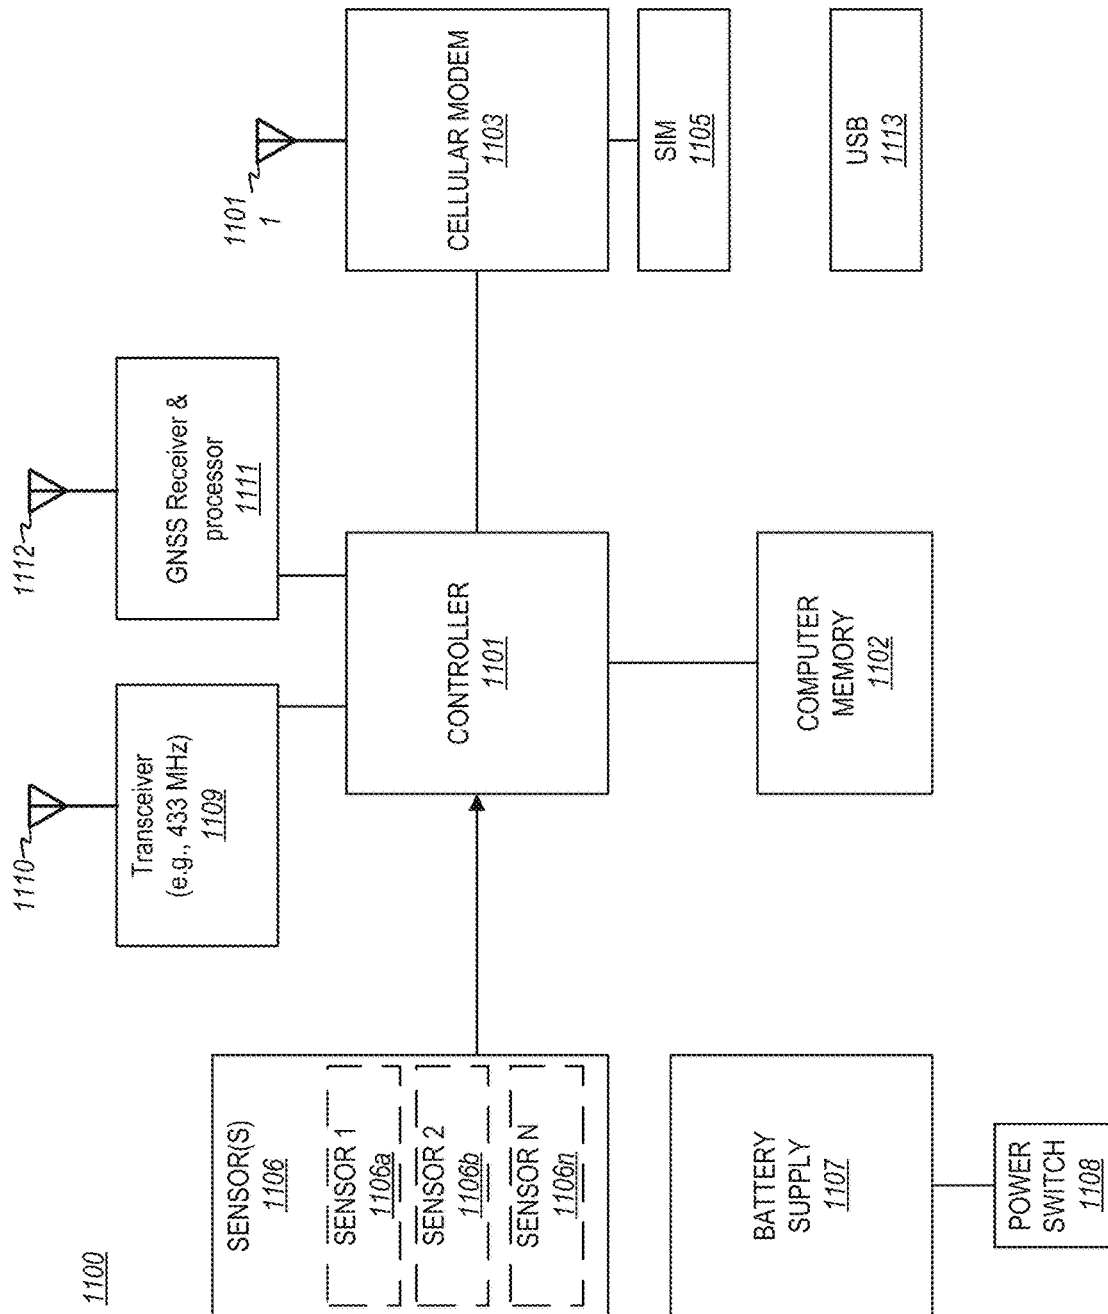 1100
1110
1112
1101
1
Transceiver
(e.g., 433 MHz)
1109
GNSS Receiver &
processor
1111
SENSOR(S)
1106
SENSOR 1
1106a
SENSOR 2
1106b
SENSOR N
1106n
CONTROLLER
1101
CELLULAR MODEM
1103
SIM
1105
BATTERY
SUPPLY
1107
COMPUTER
MEMORY
1102
USB
1113
POWER
SWITCH
1108